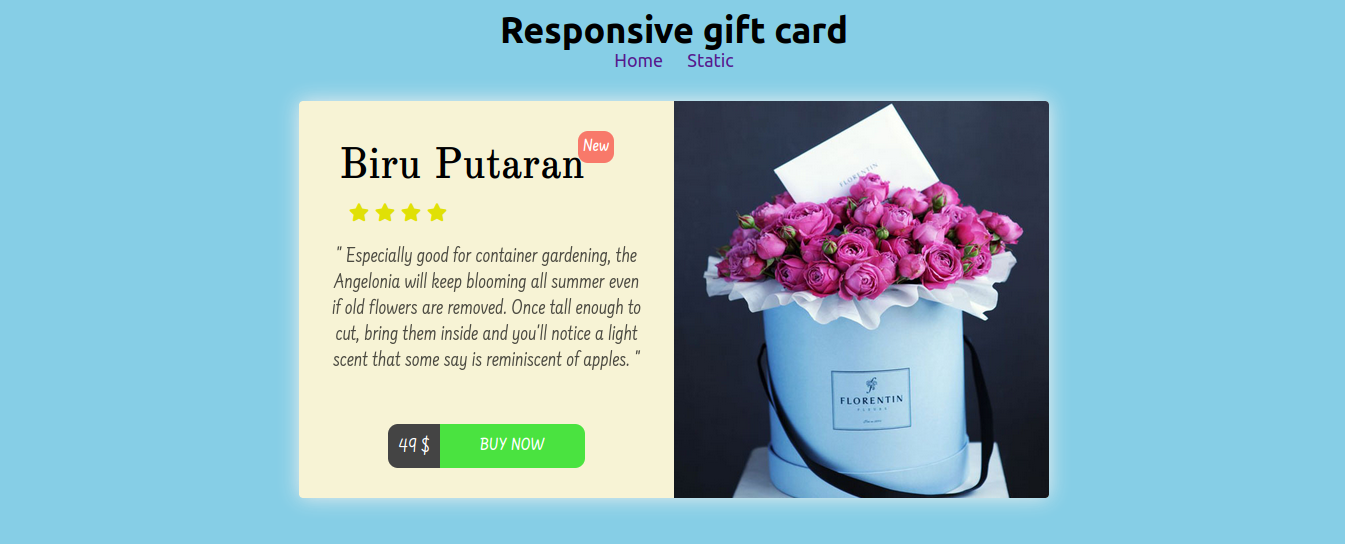 Responsive gift card
Home Static
Biru Putaran
New
" Especially good for container gardening, the
Angelonia will keep blooming all summer even
if old flowers are removed. Once tall enough to
cut, bring them inside and you'll notice a light
scent that some say is reminiscent of apples. "
49 $ BUY NOW
FLORENTIN
FLORENTIN